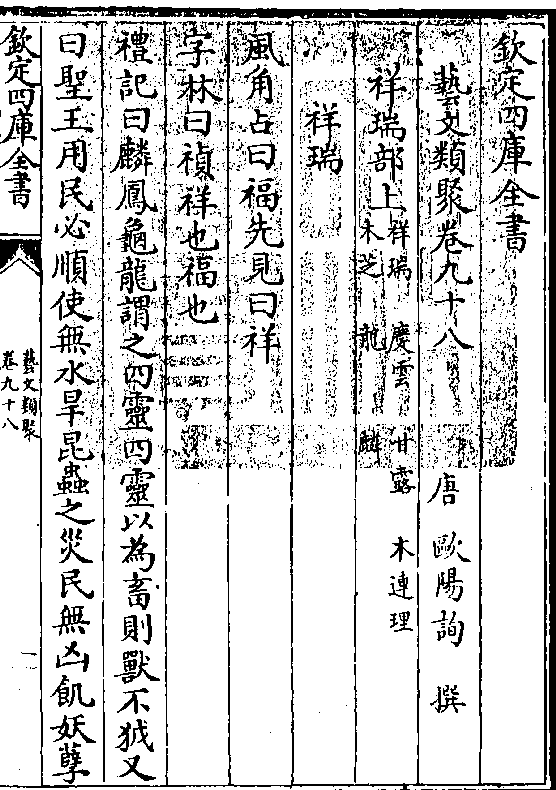 欽定四庫全書
藝文類聚卷九十八
唐 歐陽詢 撰
祥瑞部上 祥瑞 慶雲 甘露 木連理
木芝 龍 麟
祥瑞
風角占曰福先見曰祥
字林曰禎祥也福也
禮記曰麟鳳龜龍謂之四靈四靈以為畜則獸不狘又
曰聖王用民必順使無水旱昆蟲之災民無凶飢妖孽
欽定四庫全書
藝文類聚
卷九十八
一